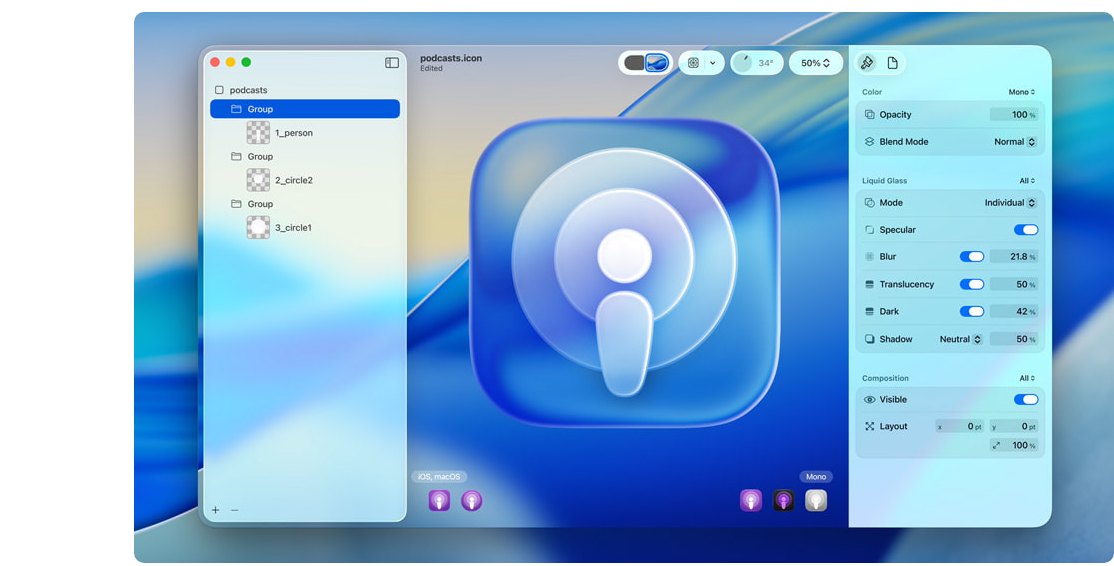 podcasts.icon
Edited
34°
50%
podcasts
Group
1_person
Group
2_circle2
Group
3_circle1
iOS, macOS
Mono
Color
Mono
Opacity
100 %
Blend Mode
Normal
Liquid Glass
All
Mode
Individual
Specular
Blur
21.8 %
Translucency
50 %
Dark
42 %
Shadow
Neutral
50 %
Composition
All
Visible
Layout
x 0 pt y 0 pt
100 %